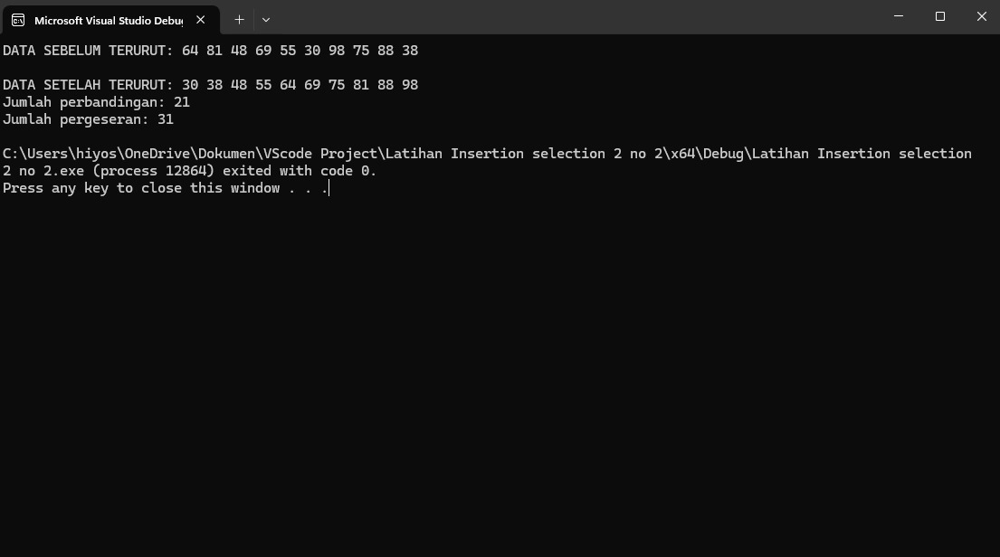 Microsoft Visual Studio Debug
DATA SEBELUM TERURUT: 64 81 48 69 55 30 98 75 88 38
DATA SETELAH TERURUT: 30 38 48 55 64 69 75 81 88 98
Jumlah perbandingan: 21
Jumlah pergeseran: 31
C:\Users\hiyos\OneDrive\Dokumen\VScode Project\Latihan Insertion selection 2 no 2\x64\Debug\Latihan Insertion selection
2 no 2.exe (process 12864) exited with code 0.
Press any key to close this window . . .